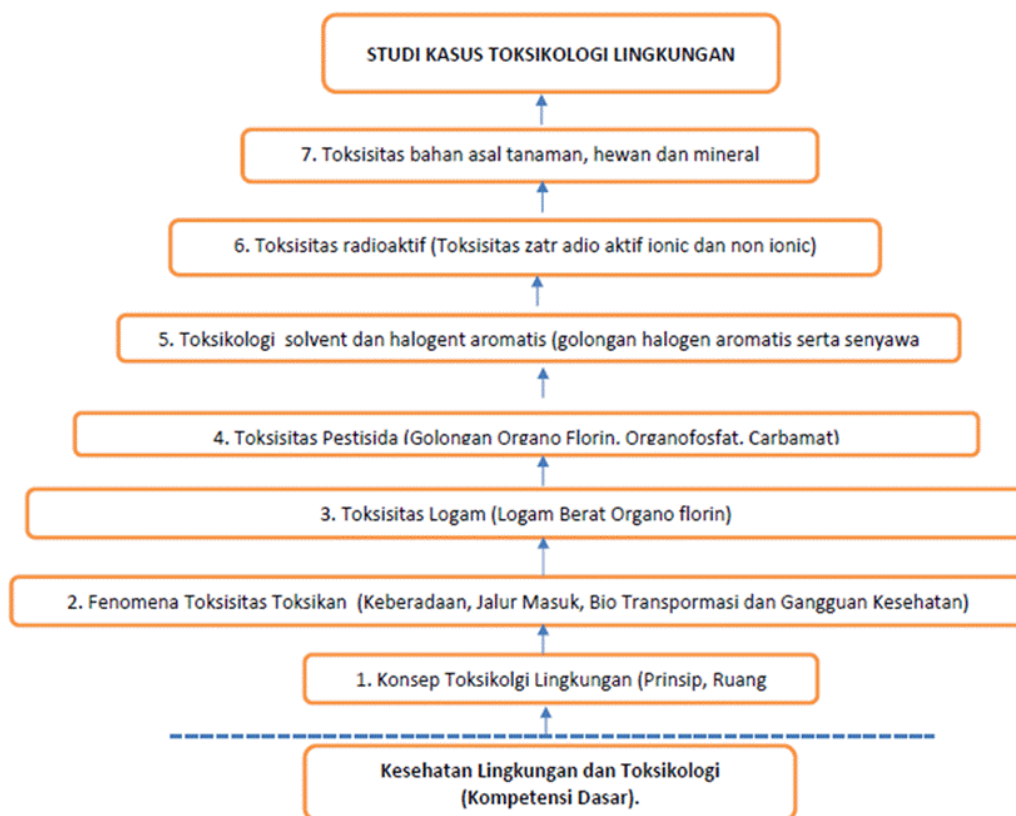 STUDI KASUS TOKSIKOLOGI LINGKUNGAN
7. Toksisitas bahan asal tanaman, hewan dan mineral
6. Toksisitas radioaktif (Toksisitas zatr adio aktif ionic dan non ionic)
5. Toksikologi solvent dan halogent aromatis (golongan halogen aromatis serta senyawa
4. Toksisitas Pestisida (Golongan Organo Florin. Organofosfat. Carbamat)
3. Toksisitas Logam (Logam Berat Organo florin)
2. Fenomena Toksisitas Toksikan (Keberadaan, Jalur Masuk, Bio Transpormasi dan Gangguan Kesehatan)
1. Konsep Toksikolgi Lingkungan (Prinsip, Ruang
Kesehatan Lingkungan dan Toksikologi
(Kompetensi Dasar).